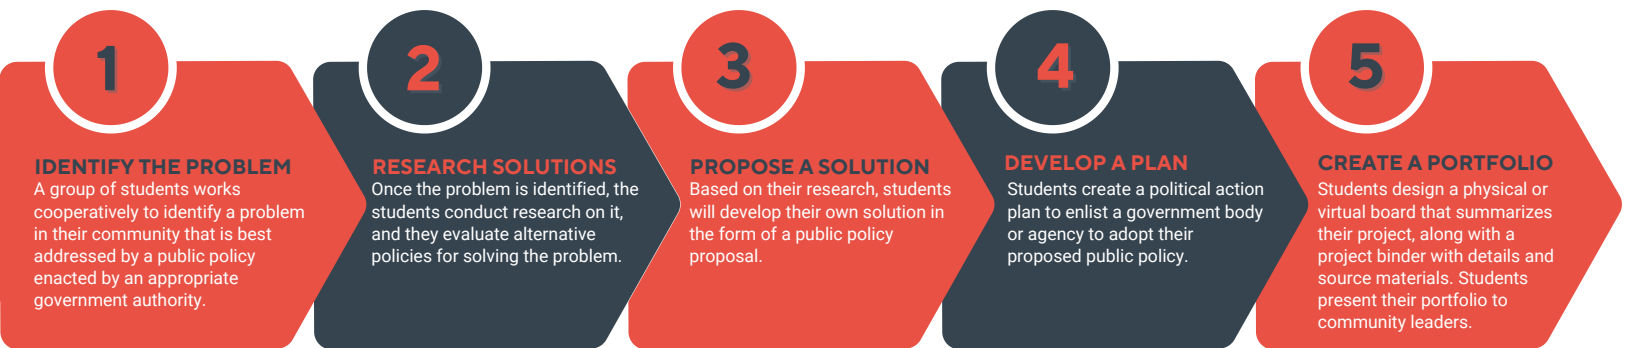 1
IDENTIFY THE PROBLEM
A group of students works
cooperatively to identify a problem
in their community that is best
addressed by a public policy
enacted by an appropriate
government authority.
2
RESEARCH SOLUTIONS
Once the problem is identified, the
students conduct research on it,
and they evaluate alternative
policies for solving the problem.
3
PROPOSE A SOLUTION
Based on their research, students
will develop their own solution in
the form of a public policy
proposal.
4
DEVELOP A PLAN
Students create a political action
plan to enlist a government body
or agency to adopt their
proposed public policy.
5
CREATE A PORTFOLIO
Students design a physical or
virtual board that summarizes
their project, along with a
project binder with details and
source materials. Students
present their portfolio to
community leaders.